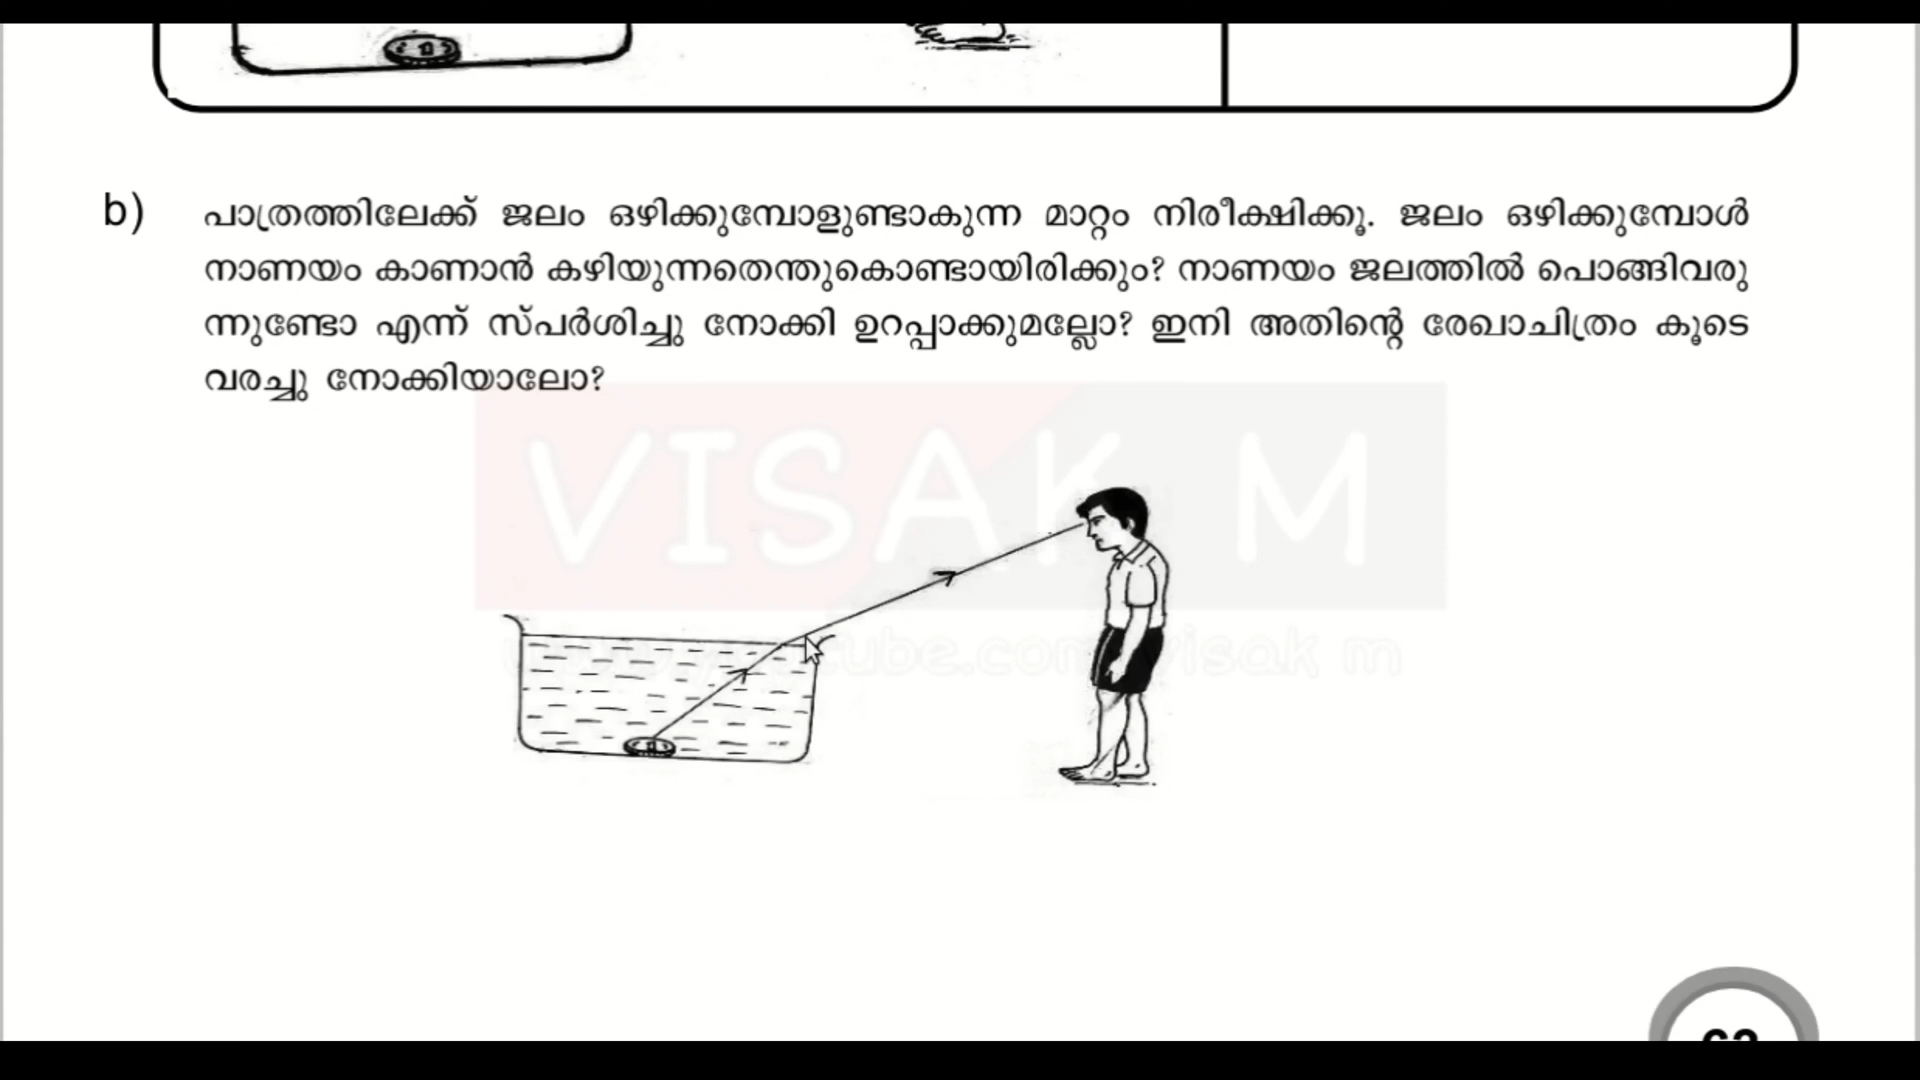 b) പാത്രത്തിലേക്ക് ജലം ഒഴിക്കുമ്പോളുണ്ടാകുന്ന മാറ്റം നിരീക്ഷിക്കൂ. ജലം ഒഴിക്കുമ്പോൾ
നാണയം കാണാൻ കഴിയുന്നതെന്തുകൊണ്ടായിരിക്കും? നാണയം ജലത്തിൽ പൊങ്ങിവരു
ന്നുണ്ടോ എന്ന് സ്പർശിച്ചു നോക്കി ഉറപ്പാക്കുമല്ലോ? ഇനി അതിന്റെ രേഖാചിത്രം കൂടെ
വരച്ചു നോക്കിയാലോ?
VISAK M
visak m